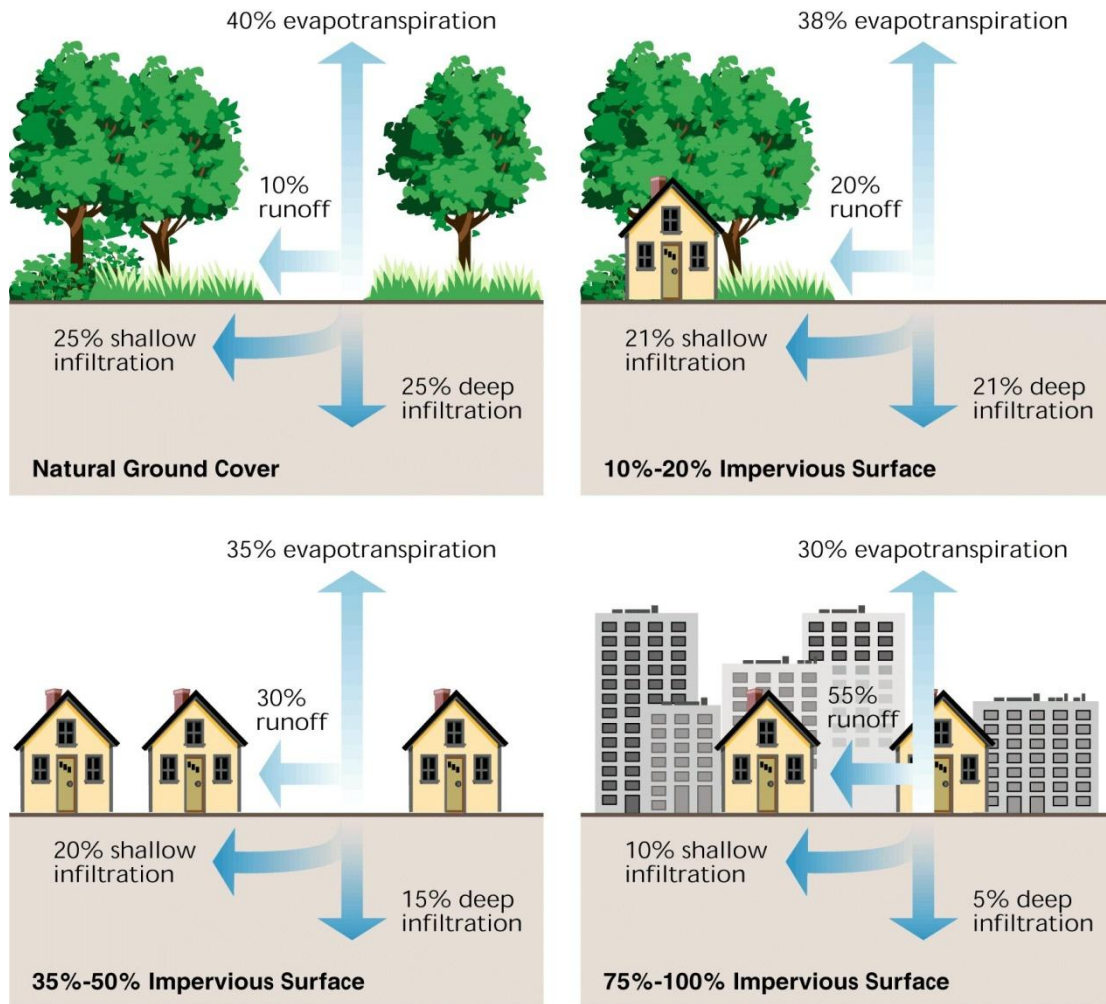 40% evapotranspiration
10%
runoff
25% shallow
infiltration
25% deep
infiltration
Natural Ground Cover
38% evapotranspiration
20%
runoff
21% shallow
infiltration
21% deep
infiltration
10%-20% Impervious Surface
35% evapotranspiration
30%
runoff
20% shallow
infiltration
15% deep
infiltration
35%-50% Impervious Surface
30% evapotranspiration
55%
runoff
10% shallow
infiltration
5% deep
infiltration
75%-100% Impervious Surface